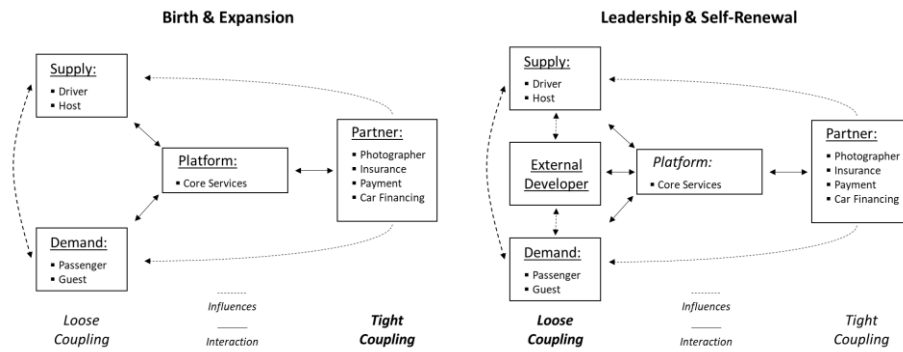 Birth & Expansion
Supply:
▪ Driver
▪ Host
Platform:
▪ Core Services
Partner:
▪ Photographer
▪ Insurance
▪ Payment
▪ Car Financing
Demand:
▪ Passenger
▪ Guest
Influences
Interaction
Loose
Coupling
Tight
Coupling
Leadership & Self-Renewal
Supply:
▪ Driver
▪ Host
External
Developer
Platform:
▪ Core Services
Partner:
▪ Photographer
▪ Insurance
▪ Payment
▪ Car Financing
Demand:
▪ Passenger
▪ Guest
Influences
Interaction
Loose
Coupling
Tight
Coupling